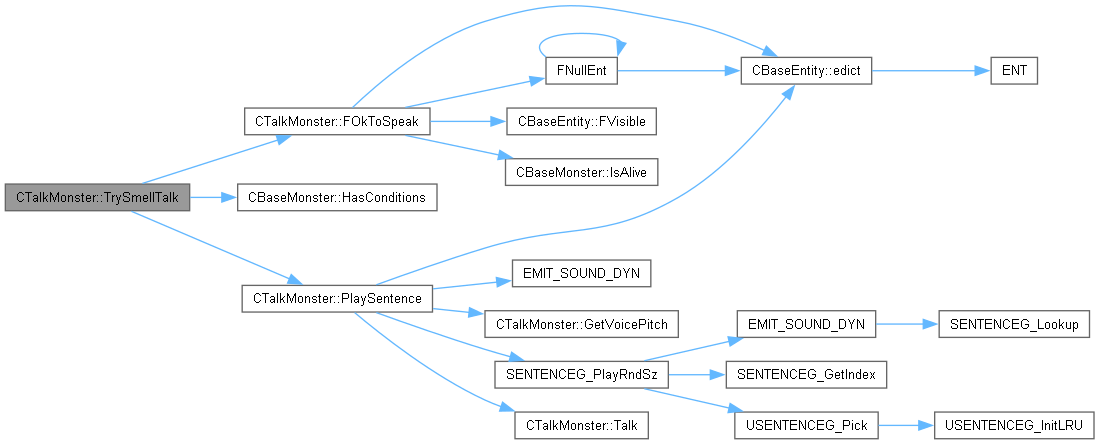 CTalkMonster::TrySmellTalk
CTalkMonster::FOkToSpeak
CBaseMonster::HasConditions
CTalkMonster::PlaySentence
FNullEnt
CBaseEntity::FVisible
CBaseMonster::IsAlive
EMIT_SOUND_DYN
CTalkMonster::GetVoicePitch
SENTENCEG_PlayRndSz
CTalkMonster::Talk
CBaseEntity::edict
EMIT_SOUND_DYN
SENTENCEG_GetIndex
USENTENCEG_Pick
ENT
SENTENCEG_Lookup
USENTENCEG_InitLRU